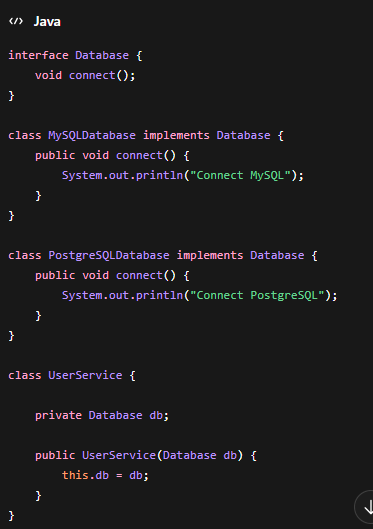 </> Java
interface Database {
    void connect();
}
class MySQLDatabase implements Database {
    public void connect() {
        System.out.println("Connect MySQL");
    }
}
class PostgreSQLDatabase implements Database {
    public void connect() {
        System.out.println("Connect PostgreSQL");
    }
}
class UserService {
    private Database db;
    public UserService(Database db) {
        this.db = db;
    }
}